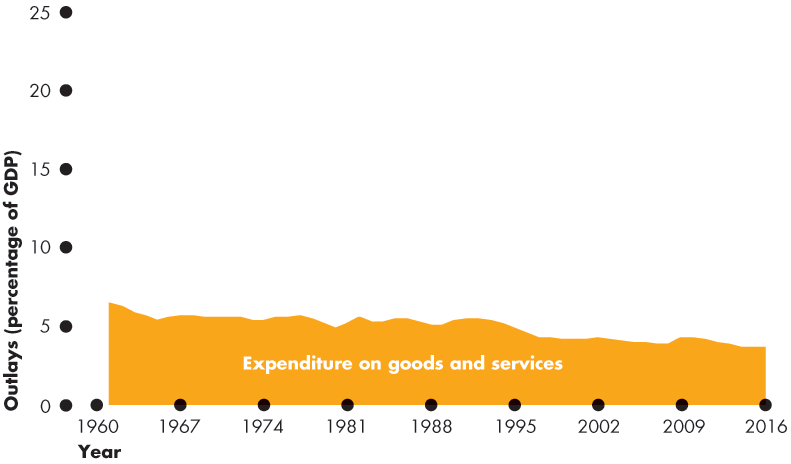 25
20
15
10
5
0
Outlays (percentage of GDP)
Expenditure on goods and services
1960 1967 1974 1981 1988 1995 2002 2009 2016
Year